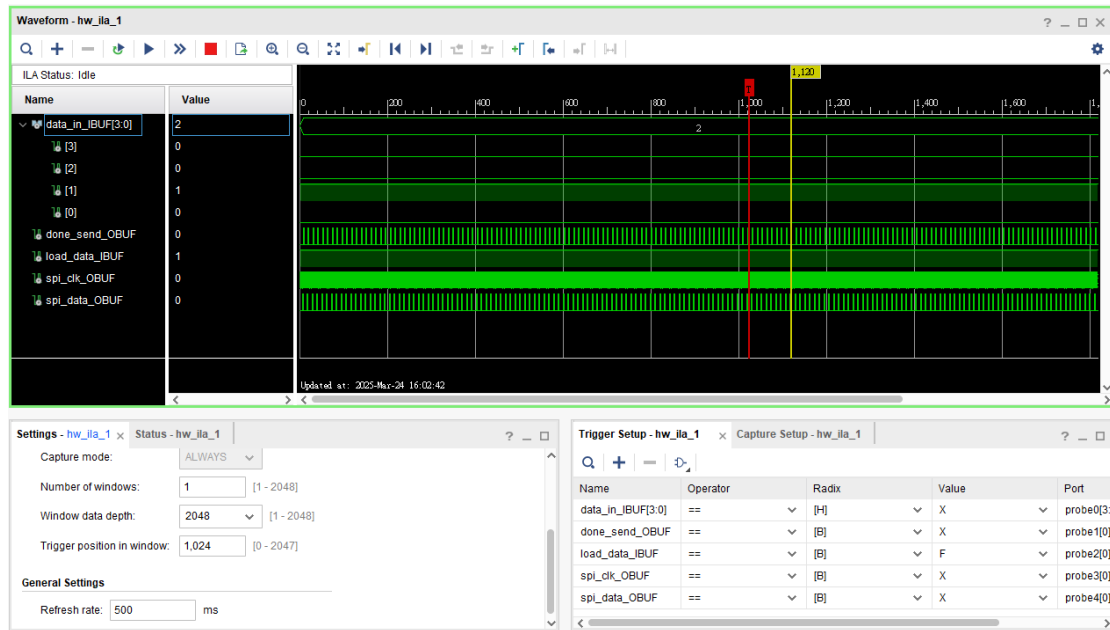 Waveform - hw_ila_1
ILA Status: Idle
Name Value
data_in_IBUF[3:0] 2
[3] 0
[2] 0
[1] 1
[0] 0
done_send_OBUF 0
load_data_IBUF 1
spi_clk_OBUF 0
spi_data_OBUF 0
1,120
T
0 200 400 600 800 1,000 1,200 1,400 1,600 1,
2
Updated at: 2025-Mar-24 16:02:42
Settings - hw_ila_1 Status - hw_ila_1
Capture mode: ALWAYS
Number of windows: 1 [1 - 2048]
Window data depth: 2048 [1 - 2048]
Trigger position in window: 1,024 [0 - 2047]
General Settings
Refresh rate: 500 ms
Trigger Setup - hw_ila_1 Capture Setup - hw_ila_1
Name Operator Radix Value Port
data_in_IBUF[3:0] == [H] X probe0[3:
done_send_OBUF == [B] X probe1[0]
load_data_IBUF == [B] F probe2[0]
spi_clk_OBUF == [B] X probe3[0]
spi_data_OBUF == [B] X probe4[0]